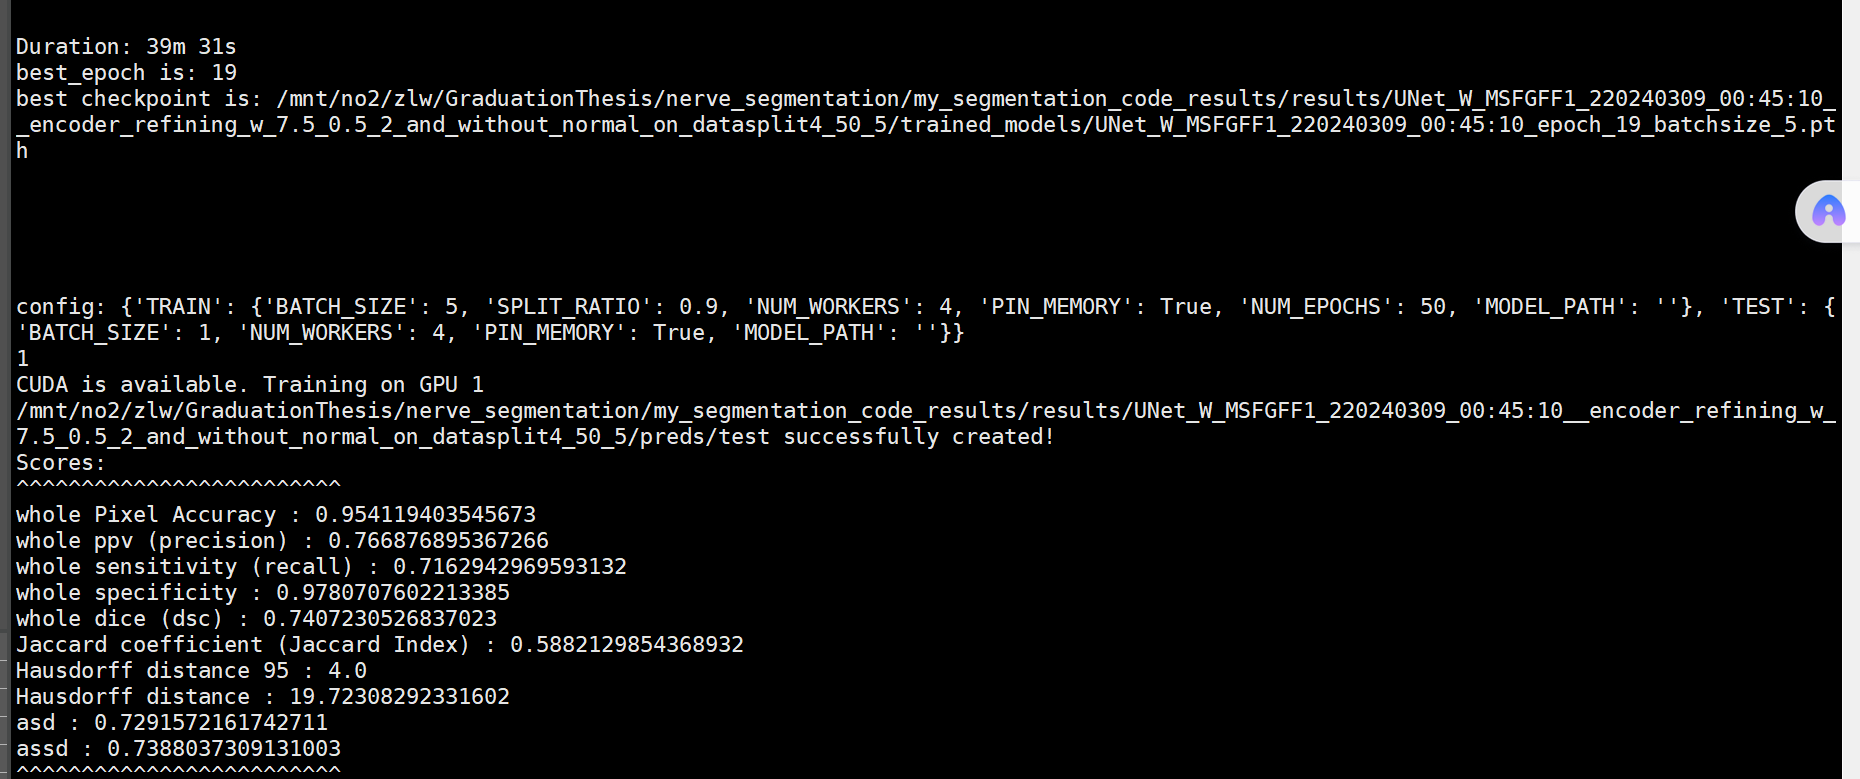 Duration: 39m 31s
best_epoch is: 19
best checkpoint is: /mnt/no2/zlw/GraduationThesis/nerve_segmentation/my_segmentation_code_results/results/UNet_W_MSFGFF1_220240309_00:45:10_
_encoder_refining_w_7.5_0.5_2_and_without_normal_on_datasplit4_50_5/trained_models/UNet_W_MSFGFF1_220240309_00:45:10_epoch_19_batchsize_5.pt
h
config: {'TRAIN': {'BATCH_SIZE': 5, 'SPLIT_RATIO': 0.9, 'NUM_WORKERS': 4, 'PIN_MEMORY': True, 'NUM_EPOCHS': 50, 'MODEL_PATH': ''}, 'TEST': {
'BATCH_SIZE': 1, 'NUM_WORKERS': 4, 'PIN_MEMORY': True, 'MODEL_PATH': ''}}
1
CUDA is available. Training on GPU 1
/mnt/no2/zlw/GraduationThesis/nerve_segmentation/my_segmentation_code_results/results/UNet_W_MSFGFF1_220240309_00:45:10__encoder_refining_w_
7.5_0.5_2_and_without_normal_on_datasplit4_50_5/preds/test successfully created!
Scores:
^^^^^^^^^^^^^^^^^^^^^^^^^
whole Pixel Accuracy : 0.954119403545673
whole ppv (precision) : 0.766876895367266
whole sensitivity (recall) : 0.7162942969593132
whole specificity : 0.9780707602213385
whole dice (dsc) : 0.7407230526837023
Jaccard coefficient (Jaccard Index) : 0.5882129854368932
Hausdorff distance 95 : 4.0
Hausdorff distance : 19.72308292331602
asd : 0.7291572161742711
assd : 0.7388037309131003
^^^^^^^^^^^^^^^^^^^^^^^^^